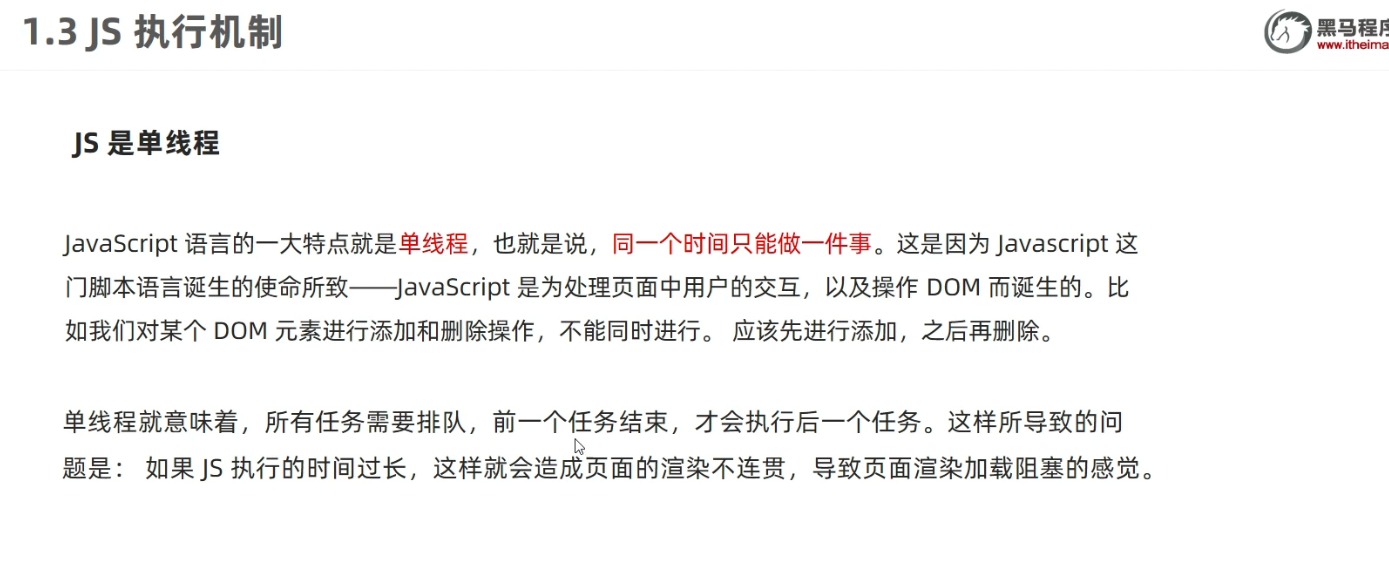 1.3 JS 执行机制
黑马程序
www.itheima
JS 是单线程
JavaScript 语言的一大特点就是单线程，也就是说，同一个时间只能做一件事。这是因为 Javascript 这
门脚本语言诞生的使命所致——JavaScript 是为处理页面中用户的交互，以及操作 DOM 而诞生的。比
如我们对某个 DOM 元素进行添加和删除操作，不能同时进行。 应该先进行添加，之后再删除。
单线程就意味着，所有任务需要排队，前一个任务结束，才会执行后一个任务。这样所导致的问
题是： 如果 JS 执行的时间过长，这样就会造成页面的渲染不连贯，导致页面渲染加载阻塞的感觉。